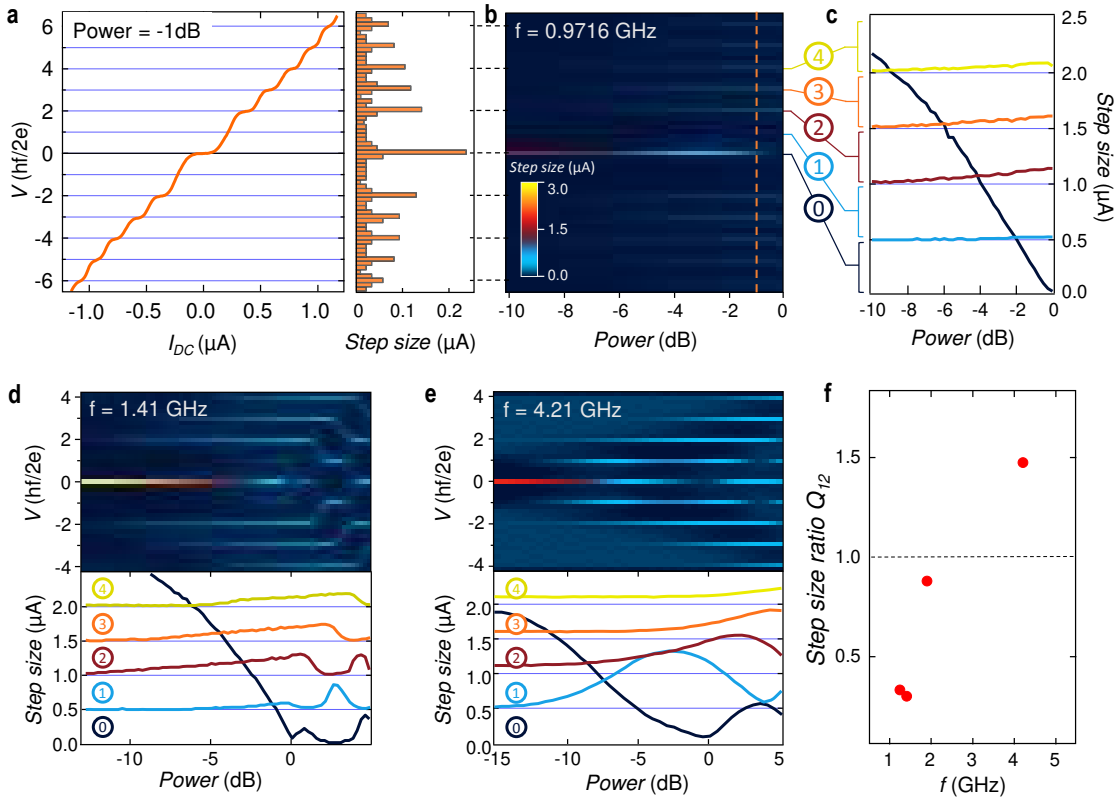 a
Power = -1dB
6
4
2
0
-2
-4
-6
V (hf/2e)
-1.0 -0.5 0.0 0.5 1.0
I_DC (µA)
0.0 0.1 0.2
Step size (µA)
b
f = 0.9716 GHz
Step size (µA)
3.0
1.5
0.0
-10 -8 -6 -4 -2
Power (dB)
4
3
2
1
0
c
2.5
2.0
1.5
1.0
0.5
0.0
Step size (µA)
-10 -8 -6 -4 -2 0
Power (dB)
d
f = 1.41 GHz
4
2
0
-2
-4
V (hf/2e)
4
3
2
1
0
2.0
1.5
1.0
0.5
0.0
Step size (µA)
-15 -10 -5 0
Power (dB)
e
f = 4.21 GHz
4
2
0
-2
-4
V (hf/2e)
4
3
2
1
0
2.0
1.5
1.0
0.5
0.0
Step size (µA)
-15 -10 -5 0 5
Power (dB)
f
1.5
1.0
0.5
Step size ratio Q_12
1 2 3 4 5
f (GHz)